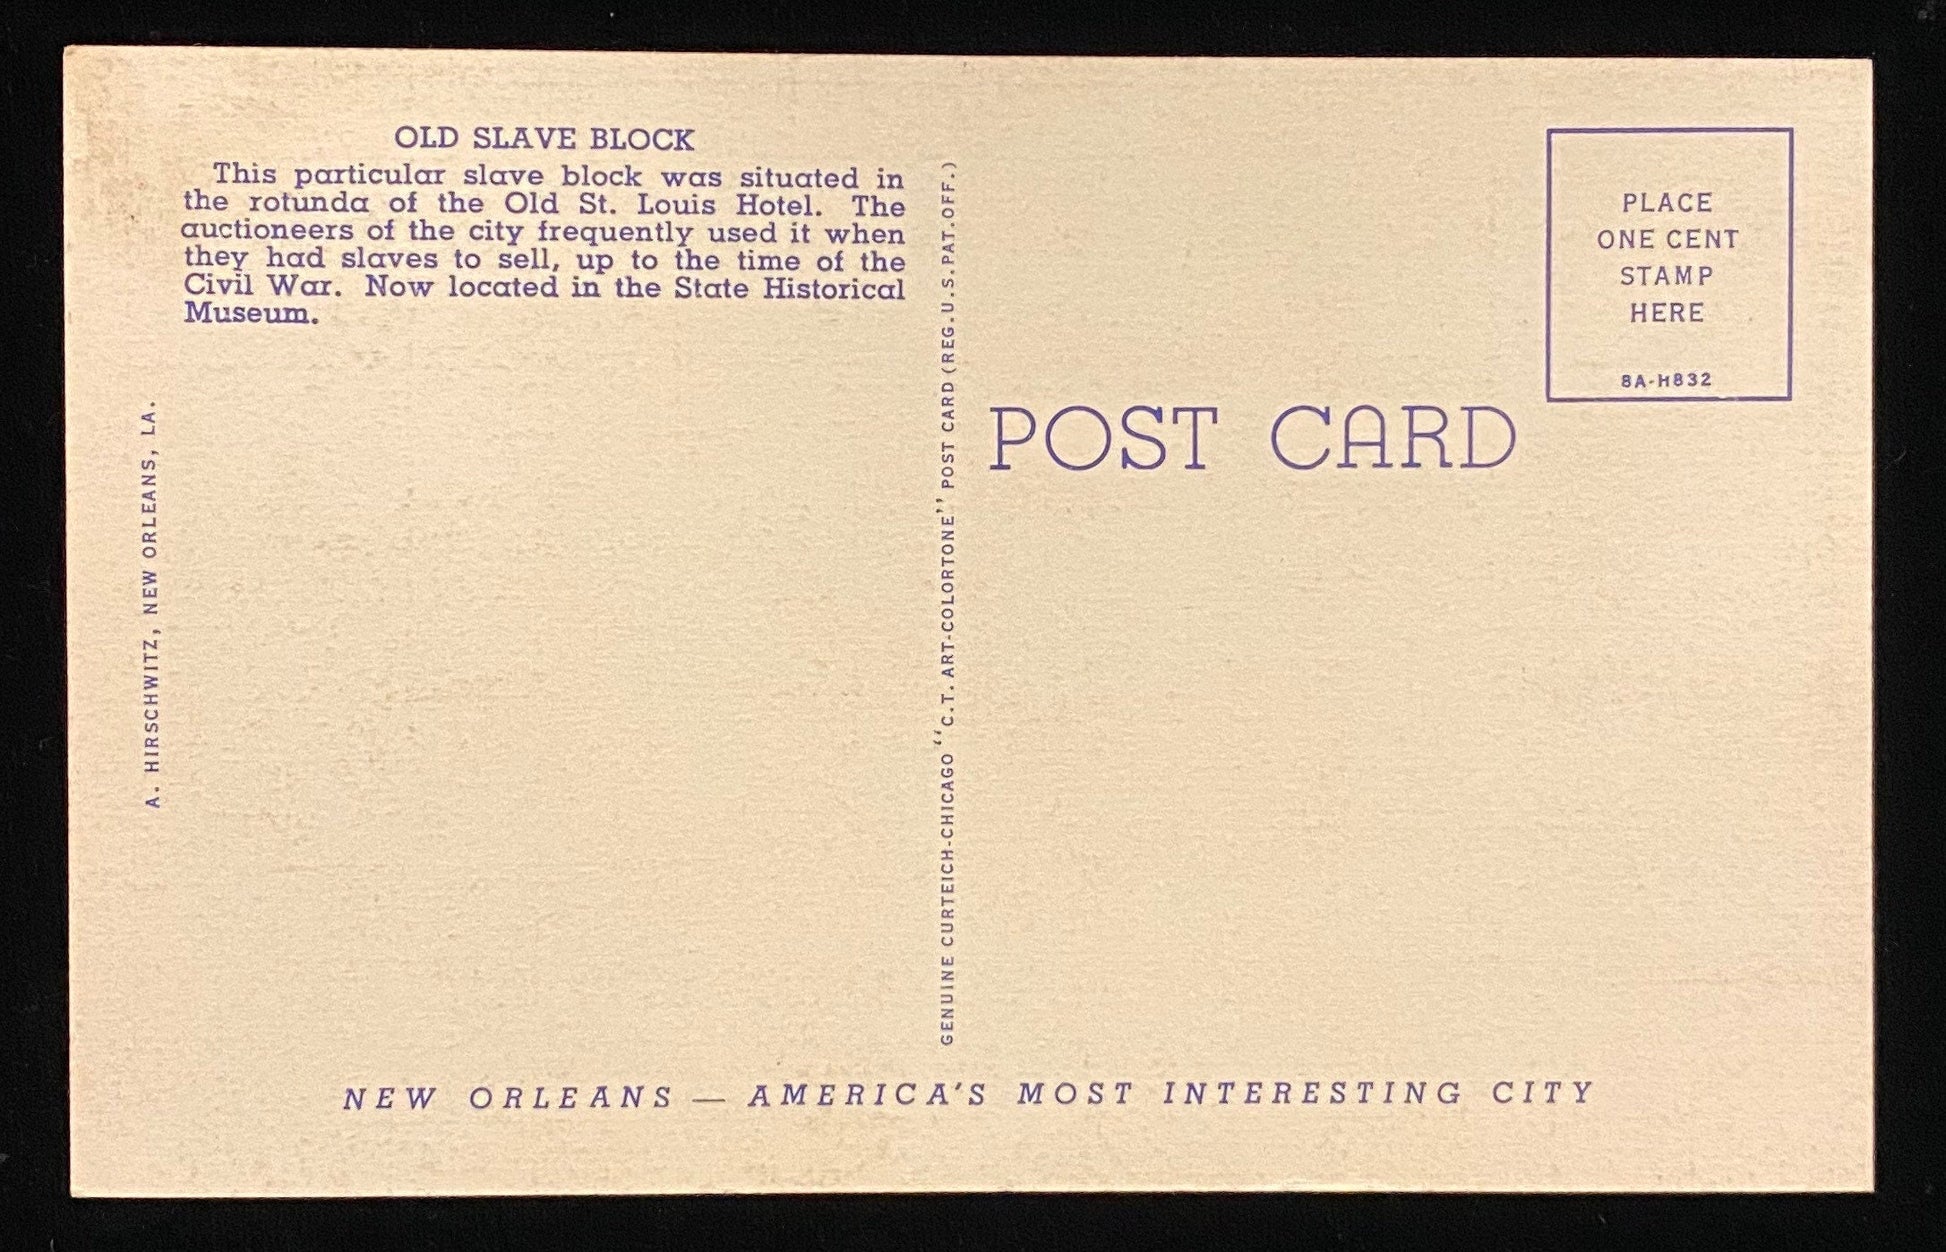 OLD SLAVE BLOCK
This particular slave block was situated in
the rotunda of the Old St. Louis Hotel. The
auctioneers of the city frequently used it when
they had slaves to sell, up to the time of the
Civil War. Now located in the State Historical
Museum.
A. HIRSCHWITZ, NEW ORLEANS, LA.
GENUINE CURTEICH-CHICAGO "C.T. ART-COLORTONE" POST CARD (REG.U.S.PAT.OFF.)
PLACE
ONE CENT
STAMP
HERE
8A-H832
POST CARD
NEW ORLEANS — AMERICA'S MOST INTERESTING CITY